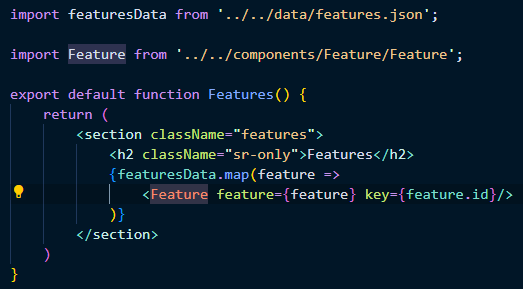 import featuresData from '../../data/features.json';
import Feature from '../../components/Feature/Feature';
export default function Features() {
return (
<section className="features">
<h2 className="sr-only">Features</h2>
{featuresData.map(feature =>
<Feature feature={feature} key={feature.id}/>
)}
</section>
)
}